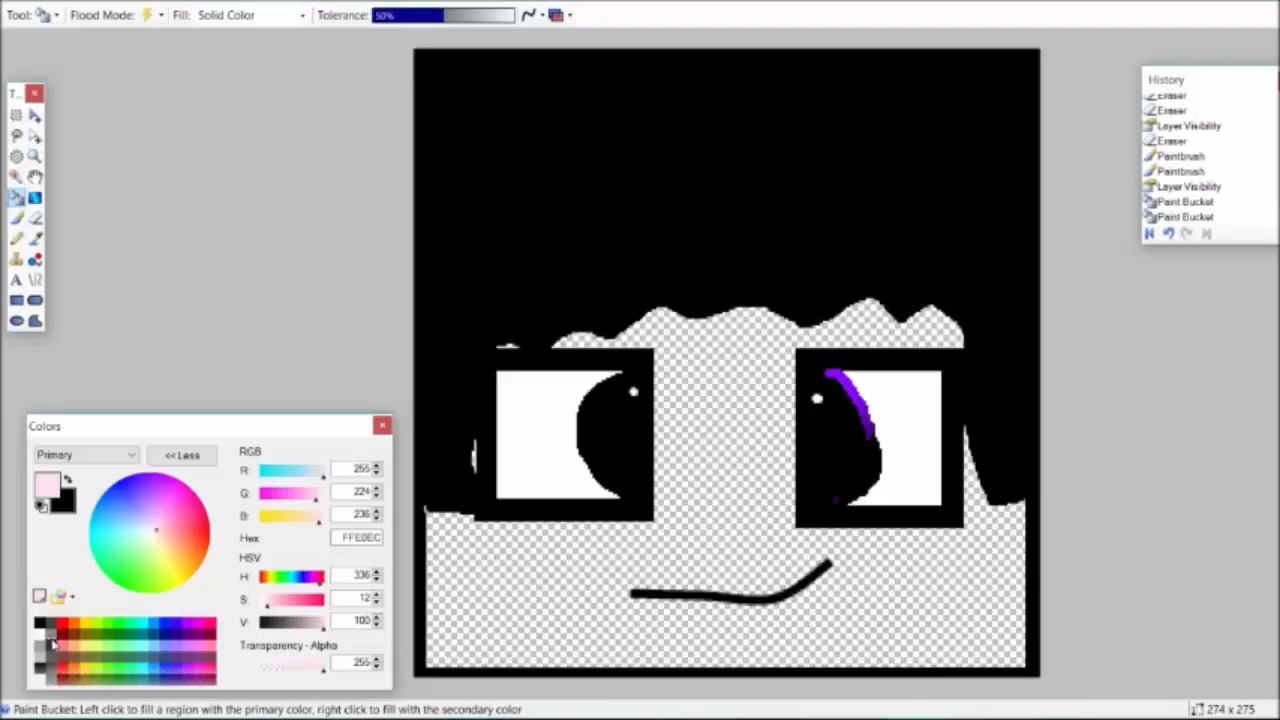 Tool: Flood Mode: Fill: Solid Color Tolerance: 50%
T...
History
Eraser
Eraser
Layer Visibility
Eraser
Paintbrush
Paintbrush
Layer Visibility
Paint Bucket
Paint Bucket
Colors
Primary << Less
RGB
R: 255
G: 224
B: 236
Hex: FFE0EC
HSV
H: 336
S: 12
V: 100
Transparency - Alpha
255
Paint Bucket: Left click to fill a region with the primary color, right click to fill with the secondary color
274 x 275